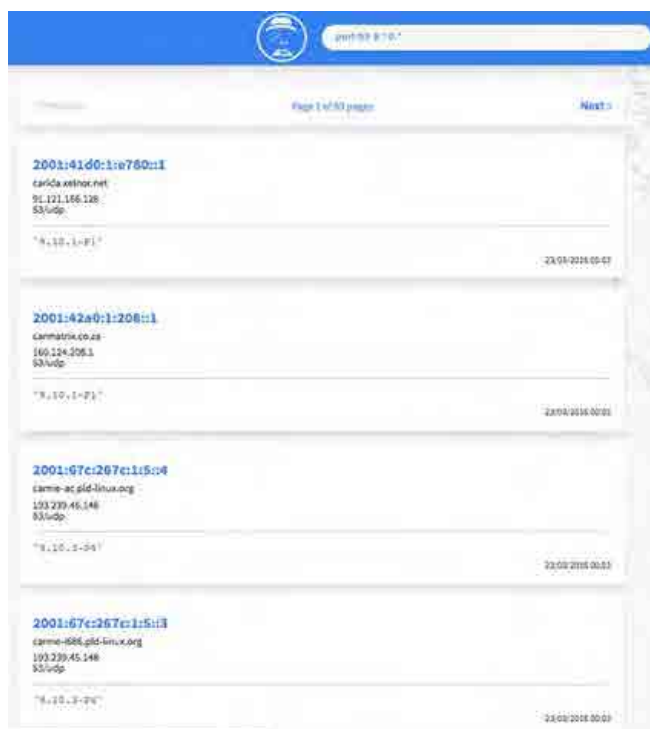 Page 1 of 93 pages
Next >
2001:41d0:1:e780::1
carida.xelnor.net
91.121.166.128
53/udp
"9.10.1-P1"
2001:42a0:1:208::1
carmatrix.co.za
160.124.208.1
53/udp
"9.10.1-P1"
2001:67c:267c:1:5::4
carme-ac.pld-linux.org
193.239.45.146
53/udp
"9.10.3-P4"
2001:67c:267c:1:5::3
carme-i686.pld-linux.org
193.239.45.146
53/udp
"9.10.3-P4"